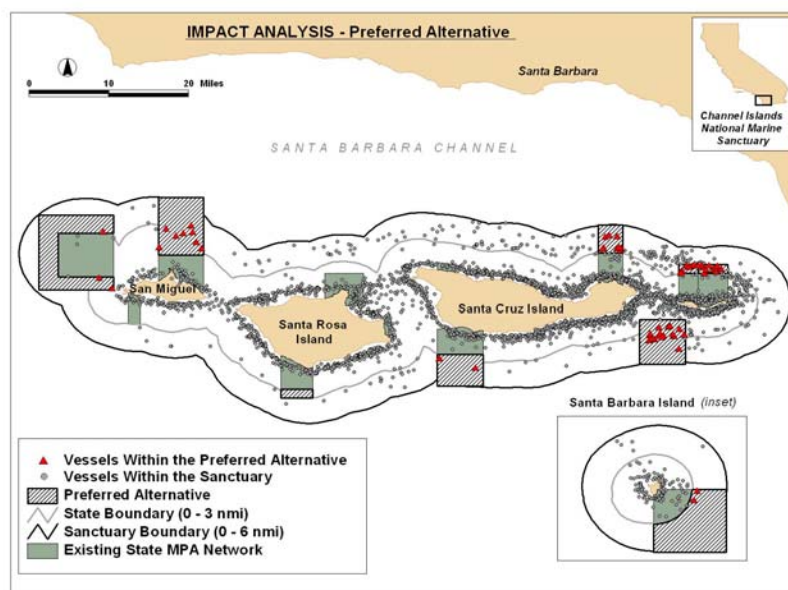 IMPACT ANALYSIS - Preferred Alternative
0 10 20
Miles
Santa Barbara
Channel Islands
National Marine
Sanctuary
SANTA BARBARA CHANNEL
San Miguel
Santa Rosa
Island
Santa Cruz Island
Santa Barbara Island (inset)
Vessels Within the Preferred Alternative
Vessels Within the Sanctuary
Preferred Alternative
State Boundary (0 - 3 nmi)
Sanctuary Boundary (0 - 6 nmi)
Existing State MPA Network